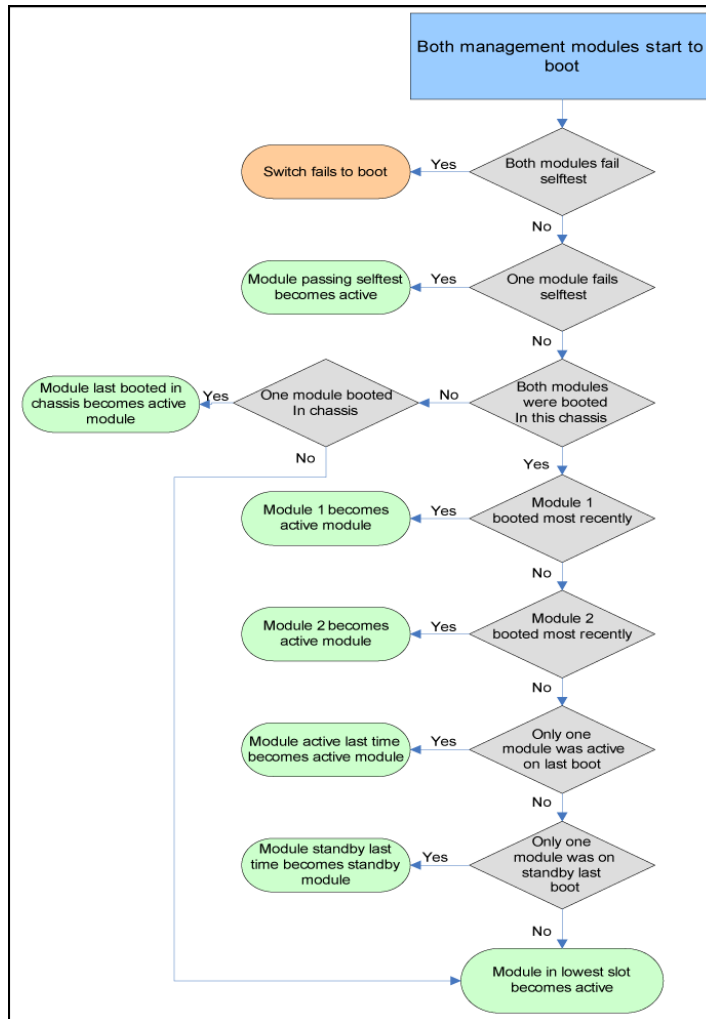 Both management modules start to
boot
Yes
Switch fails to boot
Both modules fail
selftest
No
Module passing selftest
becomes active
Yes
One module fails
selftest
No
Module last booted in
chassis becomes active
module
Yes
One module booted
In chassis
No
Both modules
were booted
In this chassis
No
Yes
Module 1 becomes
active module
Yes
Module 1
booted most recently
No
Module 2 becomes
active module
Yes
Module 2
booted most recently
No
Module active last time
becomes active module
Yes
Only one
module was active
on last boot
No
Module standby last
time becomes standby
module
Yes
Only one
module was on
standby last
boot
No
Module in lowest slot
becomes active